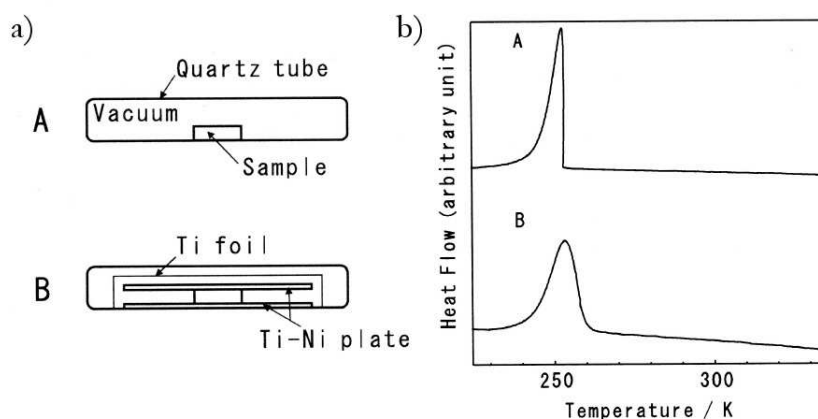 a)
A
Quartz tube
Vacuum
Sample
B
Ti foil
Ti-Ni plate
b)
A
B
Heat Flow (arbitrary unit)
250
300
Temperature / K